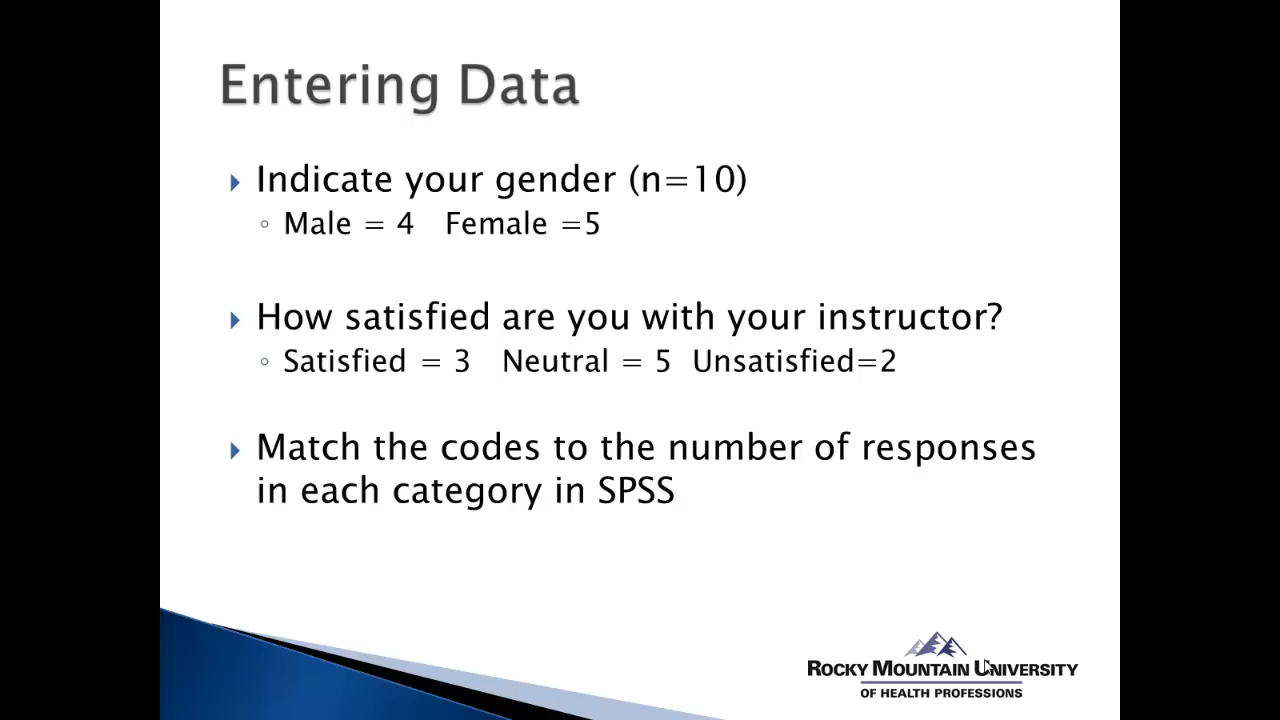 Entering Data
Indicate your gender (n=10)
Male = 4 Female =5
How satisfied are you with your instructor?
Satisfied = 3 Neutral = 5 Unsatisfied=2
Match the codes to the number of responses
in each category in SPSS
ROCKY MOUNTAIN UNIVERSITY
OF HEALTH PROFESSIONS